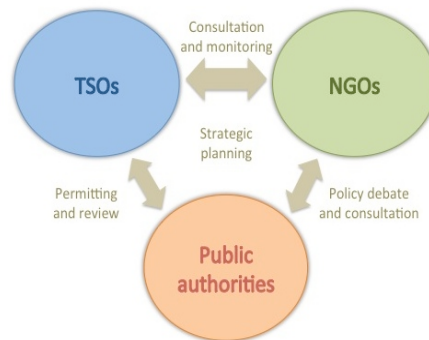 Consultation
and monitoring
TSOs
NGOs
Strategic
planning
Permitting
and review
Policy debate
and consultation
Public
authorities